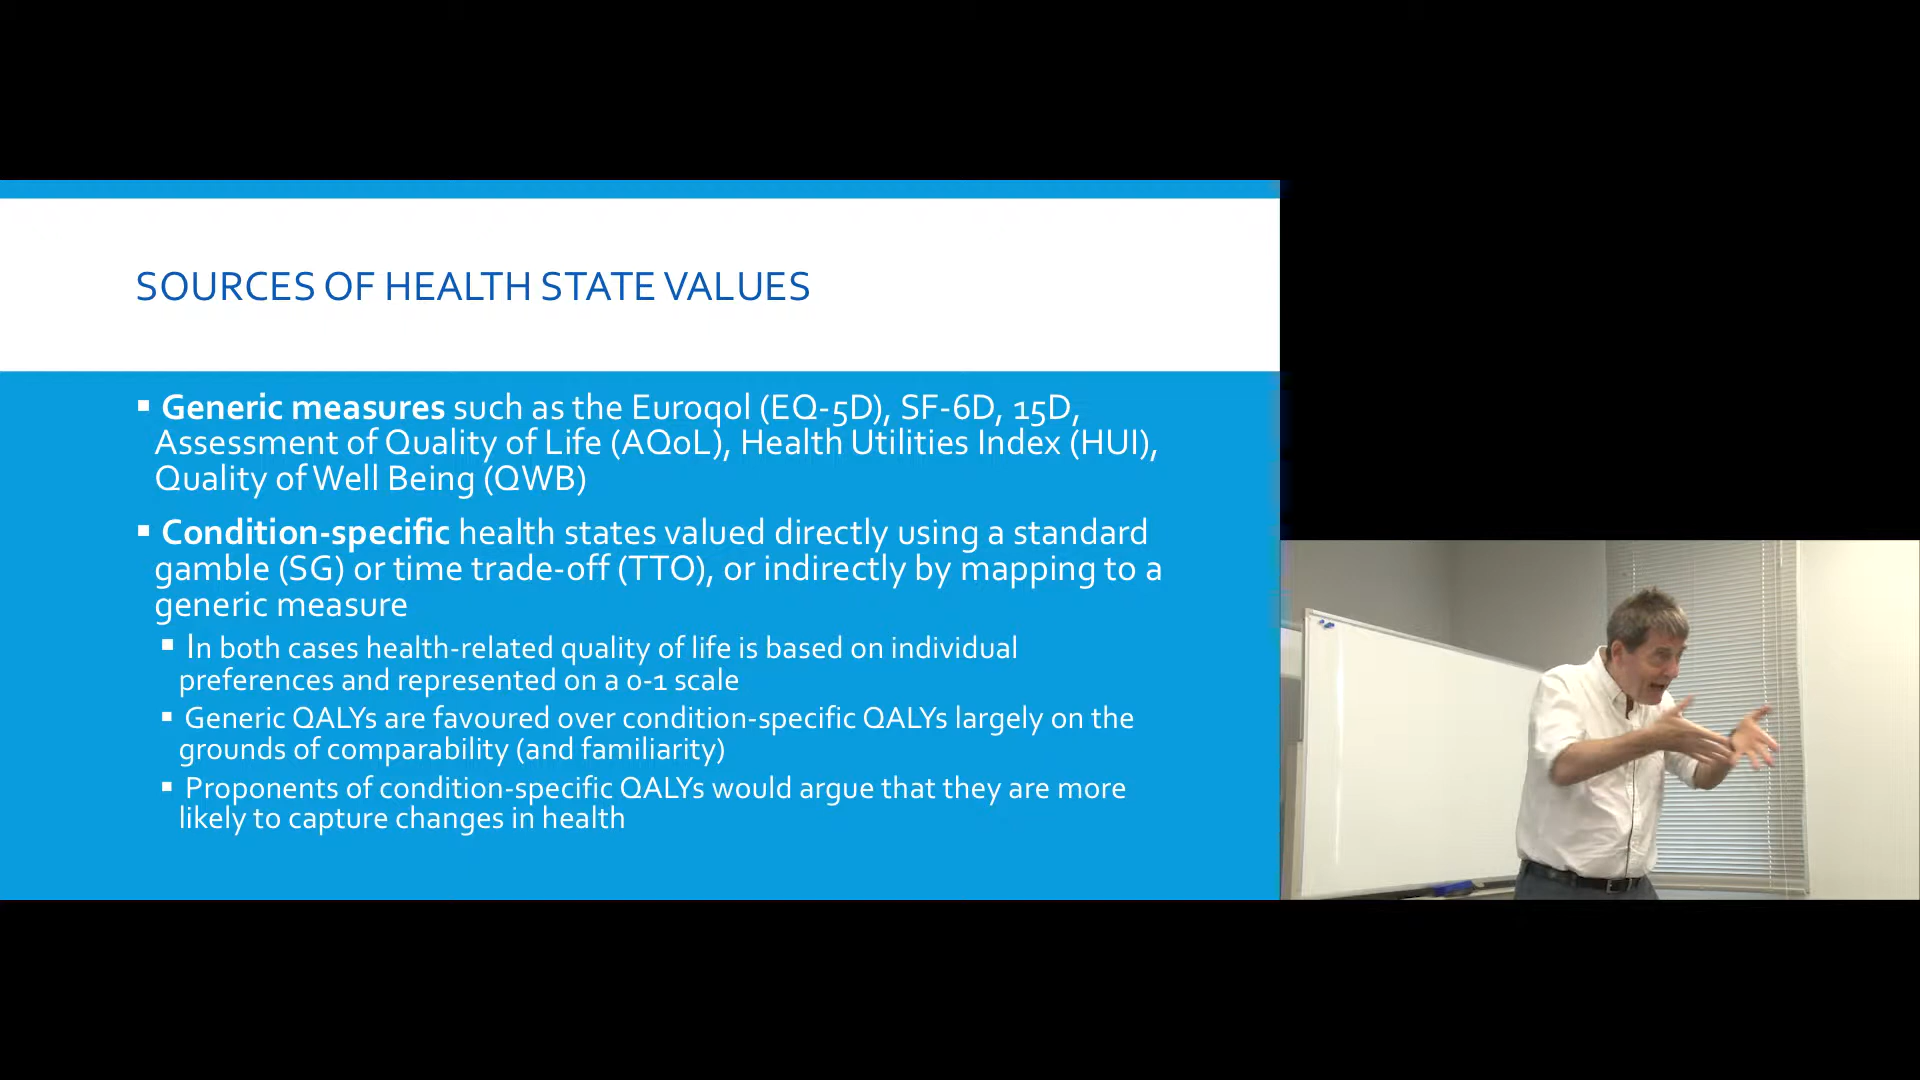 SOURCES OF HEALTH STATE VALUES
▪ Generic measures such as the Euroqol (EQ-5D), SF-6D, 15D,
Assessment of Quality of Life (AQoL), Health Utilities Index (HUI),
Quality of Well Being (QWB)
▪ Condition-specific health states valued directly using a standard
gamble (SG) or time trade-off (TTO), or indirectly by mapping to a
generic measure
▪ In both cases health-related quality of life is based on individual
preferences and represented on a 0-1 scale
▪ Generic QALYs are favoured over condition-specific QALYs largely on the
grounds of comparability (and familiarity)
▪ Proponents of condition-specific QALYs would argue that they are more
likely to capture changes in health